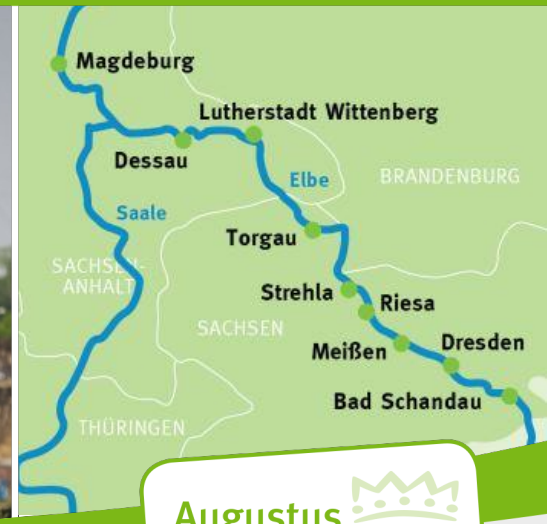 Magdeburg
Lutherstadt Wittenberg
Dessau
Elbe
BRANDENBURG
Saale
Torgau
SACHSEN-
ANHALT
Strehla
Riesa
SACHSEN
Meißen
Dresden
Bad Schandau
THÜRINGEN
Augustus